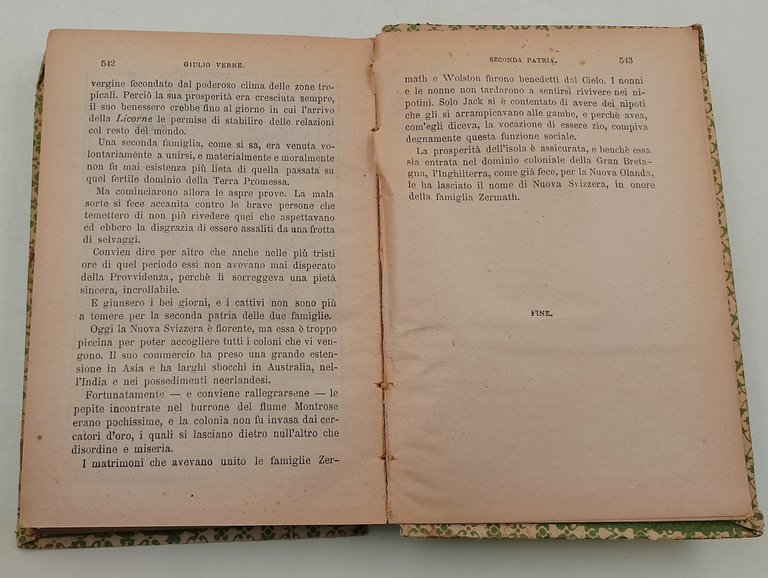 542 GIULIO VERNE.
vergine fecondato dal poderoso clima delle zone tro-
picali. Perciò la sua prosperità era cresciuta sempre,
il suo benessere crebbe fino al giorno in cui l'arrivo
della Licorne le permise di stabilire delle relazioni
col resto del mondo.
Una seconda famiglia, come si sa, era venuta vo-
lontariamente a unirsi, e materialmente e moralmente
non fu mai esistenza più lieta di quella passata su
quel fertile dominio della Terra Promessa.
Ma cominciarono allora le aspre prove. La mala
sorte si fece accanita contro le brave persone che
temettero di non più rivedere quei che aspettavano
ed ebbero la disgrazia di essere assaliti da una frotta
di selvaggi.
Convien dire per altro che anche nelle più tristi
ore di quel periodo essi non avevano mai disperato
della Provvidenza, perchè li sorreggeva una pietà
sincera, incrollabile.
E giunsero i bei giorni, e i cattivi non sono più
a temere per la seconda patria delle due famiglie.
Oggi la Nuova Svizzera è fiorente, ma essa è troppo
piccina per poter accogliere tutti i coloni che vi ven-
gono. Il suo commercio ha preso una grande esten-
sione in Asia e ha larghi sbocchi in Australia, nel-
l'India e nei possedimenti neerlandesi.
Fortunatamente — e conviene rallegrarsene — le
pepite incontrate nel burrone del fiume Montrose
erano pochissime, e la colonia non fu invasa dai cer-
catori d'oro, i quali si lasciano dietro null'altro che
disordine e miseria.
I matrimoni che avevano unito le famiglie Zer-
SECONDA PATRIA. 543
math e Wolston furono benedetti dal Cielo. I nonni
e le nonne non tardarono a sentirsi rivivere nei ni-
potini. Solo Jack si è contentato di avere dei nipoti
che gli si arrampicavano alle gambe, e perchè avea,
com'egli diceva, la vocazione di essere zio, compiva
degnamente questa funzione sociale.
La prosperità dell'isola è assicurata, e benchè essa
sia entrata nel dominio coloniale della Gran Breta-
gna, l'Inghilterra, come già fece, per la Nuova Olanda,
le ha lasciato il nome di Nuova Svizzera, in onore
della famiglia Zermath.
FINE.